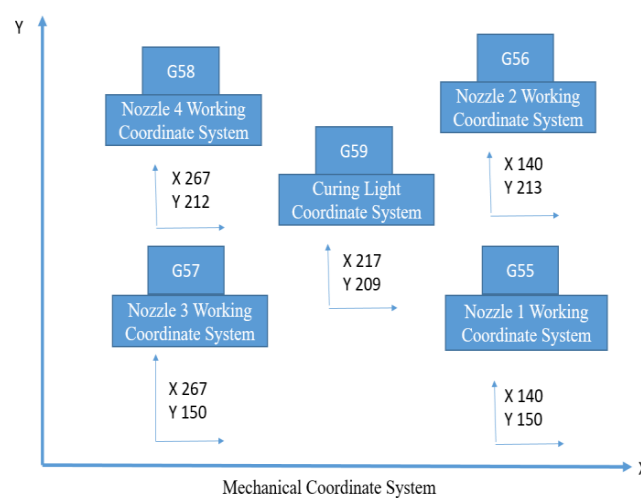 Y
G58
Nozzle 4 Working
Coordinate System
X 267
Y 212
G56
Nozzle 2 Working
Coordinate System
X 140
Y 213
G59
Curing Light
Coordinate System
X 217
Y 209
G57
Nozzle 3 Working
Coordinate System
X 267
Y 150
G55
Nozzle 1 Working
Coordinate System
X 140
Y 150
X
Mechanical Coordinate System